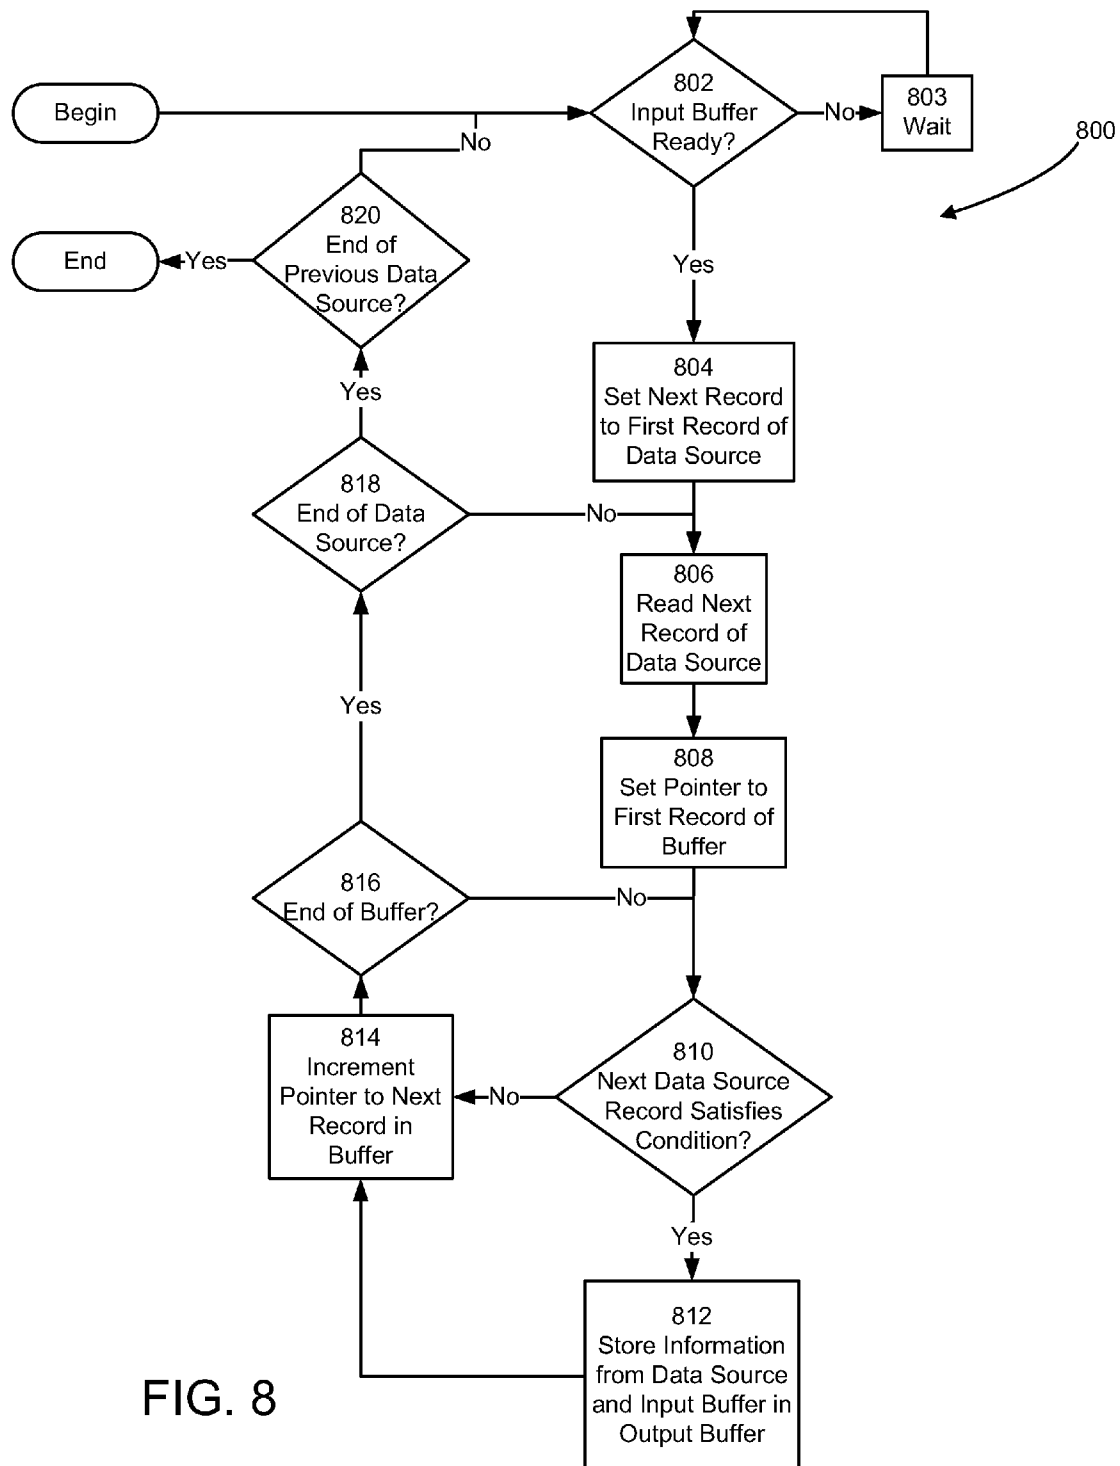 Begin
802
Input Buffer
Ready?
No
803
Wait
800
No
820
End of
Previous Data
Source?
Yes
End
Yes
804
Set Next Record
to First Record of
Data Source
Yes
818
End of Data
Source?
No
806
Read Next
Record of
Data Source
Yes
808
Set Pointer to
First Record of
Buffer
816
End of Buffer?
No
814
Increment
Pointer to Next
Record in
Buffer
No
810
Next Data Source
Record Satisfies
Condition?
Yes
812
Store Information
from Data Source
and Input Buffer in
Output Buffer
FIG. 8